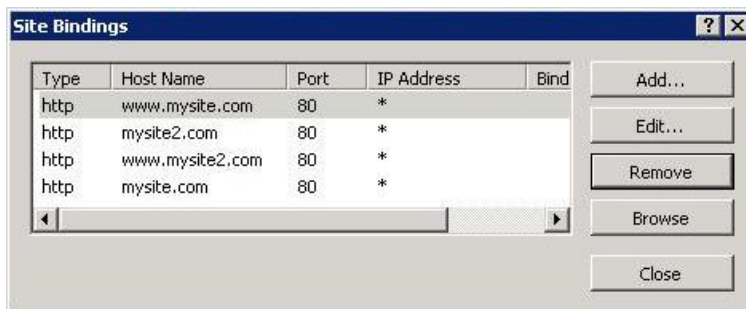 Site Bindings
Type Host Name Port IP Address Bind
http www.mysite.com 80 *
http mysite2.com 80 *
http www.mysite2.com 80 *
http mysite.com 80 *
Add...
Edit...
Remove
Browse
Close